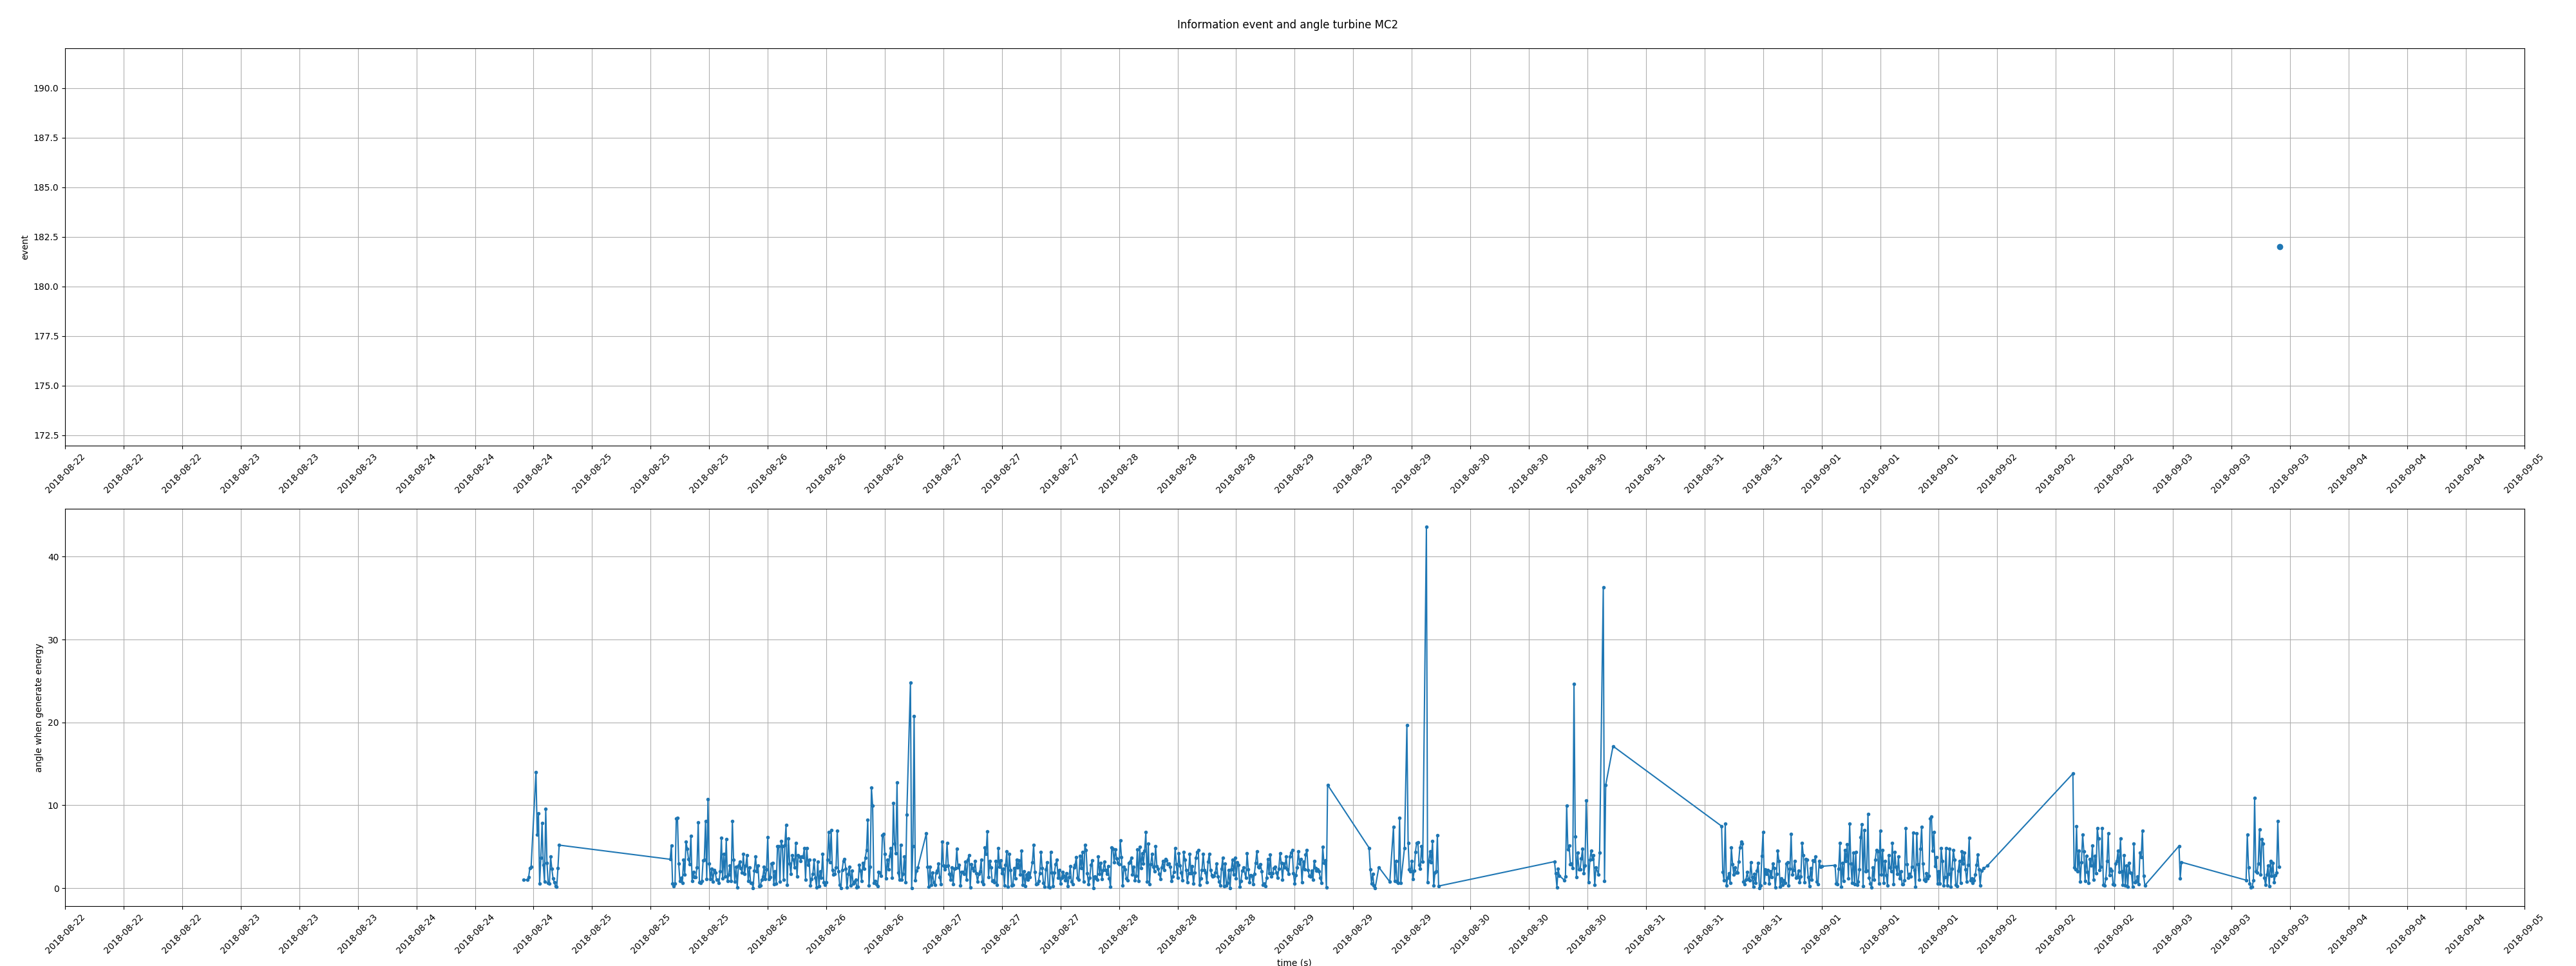 Information event and angle turbine MC2
event
190.0
187.5
185.0
182.5
180.0
177.5
175.0
172.5
2018-08-22 2018-08-22 2018-08-22 2018-08-23 2018-08-23 2018-08-23 2018-08-24 2018-08-24 2018-08-24 2018-08-25 2018-08-25 2018-08-25 2018-08-26 2018-08-26 2018-08-26 2018-08-27 2018-08-27 2018-08-27 2018-08-28 2018-08-28 2018-08-28 2018-08-29 2018-08-29 2018-08-29 2018-08-30 2018-08-30 2018-08-30 2018-08-31 2018-08-31 2018-08-31 2018-09-01 2018-09-01 2018-09-01 2018-09-02 2018-09-02 2018-09-02 2018-09-03 2018-09-03 2018-09-03 2018-09-04 2018-09-04 2018-09-04 2018-09-05
angle when generate energy
40
30
20
10
0
2018-08-22 2018-08-22 2018-08-22 2018-08-23 2018-08-23 2018-08-23 2018-08-24 2018-08-24 2018-08-24 2018-08-25 2018-08-25 2018-08-25 2018-08-26 2018-08-26 2018-08-26 2018-08-27 2018-08-27 2018-08-27 2018-08-28 2018-08-28 2018-08-28 2018-08-29 2018-08-29 2018-08-29 2018-08-30 2018-08-30 2018-08-30 2018-08-31 2018-08-31 2018-08-31 2018-09-01 2018-09-01 2018-09-01 2018-09-02 2018-09-02 2018-09-02 2018-09-03 2018-09-03 2018-09-03 2018-09-04 2018-09-04 2018-09-04 2018-09-05
time (s)